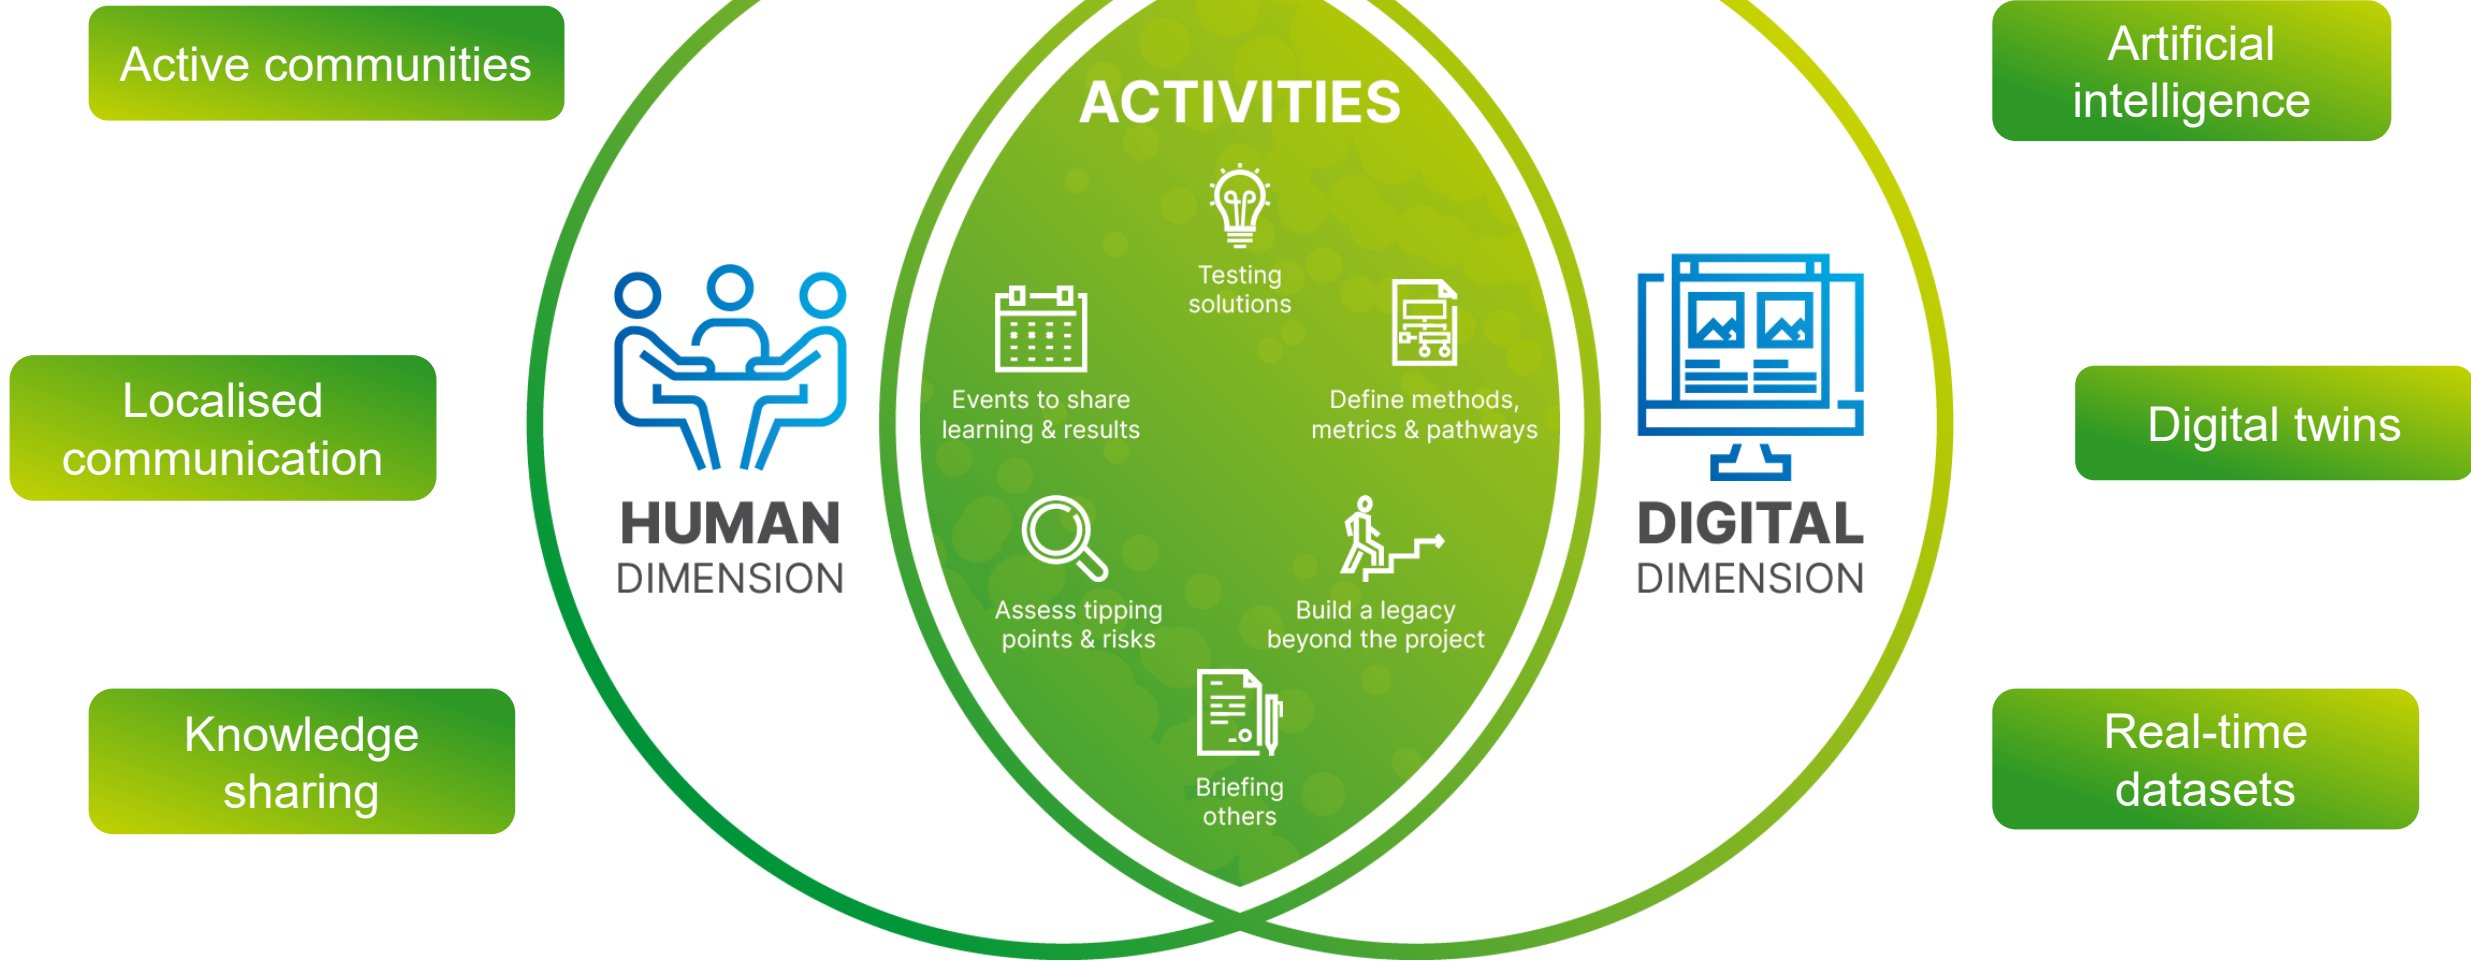 Active communities
Localised
communication
Knowledge
sharing
HUMAN
DIMENSION
ACTIVITIES
Testing
solutions
Events to share
learning & results
Define methods,
metrics & pathways
Assess tipping
points & risks
Build a legacy
beyond the project
Briefing
others
DIGITAL
DIMENSION
Artificial
intelligence
Digital twins
Real-time
datasets